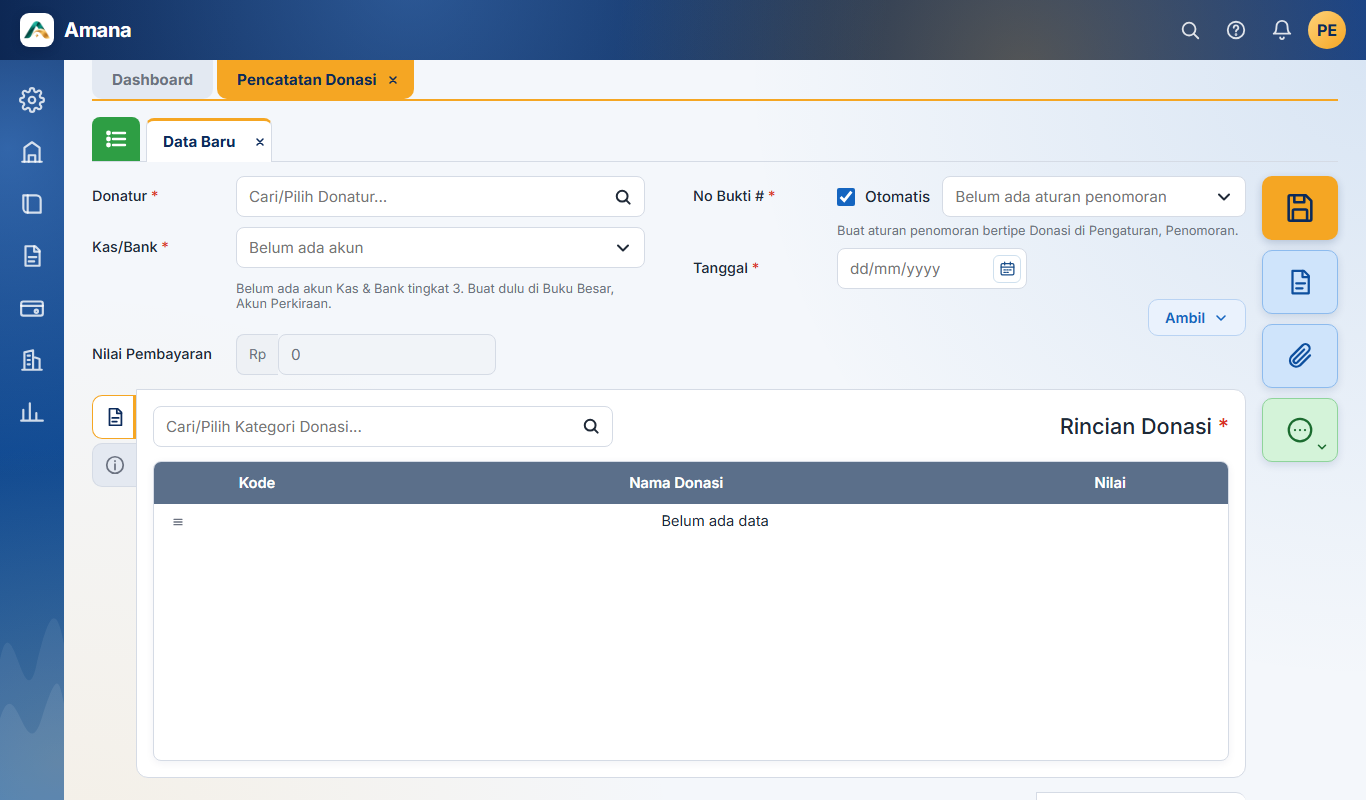 Amana
PE
Dashboard
Pencatatan Donasi
Data Baru
Donatur *
Cari/Pilih Donatur...
No Bukti # *
Otomatis
Belum ada aturan penomoran
Buat aturan penomoran bertipe Donasi di Pengaturan, Penomoran.
Kas/Bank *
Belum ada akun
Belum ada akun Kas & Bank tingkat 3. Buat dulu di Buku Besar,
Akun Perkiraan.
Tanggal *
dd/mm/yyyy
Ambil
Nilai Pembayaran
Rp
0
Cari/Pilih Kategori Donasi...
Rincian Donasi *
Kode
Nama Donasi
Nilai
Belum ada data